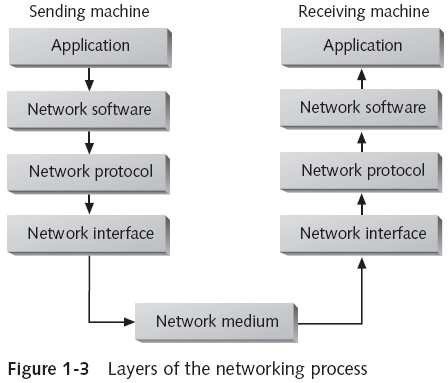 Sending machine
Receiving machine
Application
Application
Network software
Network software
Network protocol
Network protocol
Network interface
Network interface
Network medium
Figure 1-3 Layers of the networking process